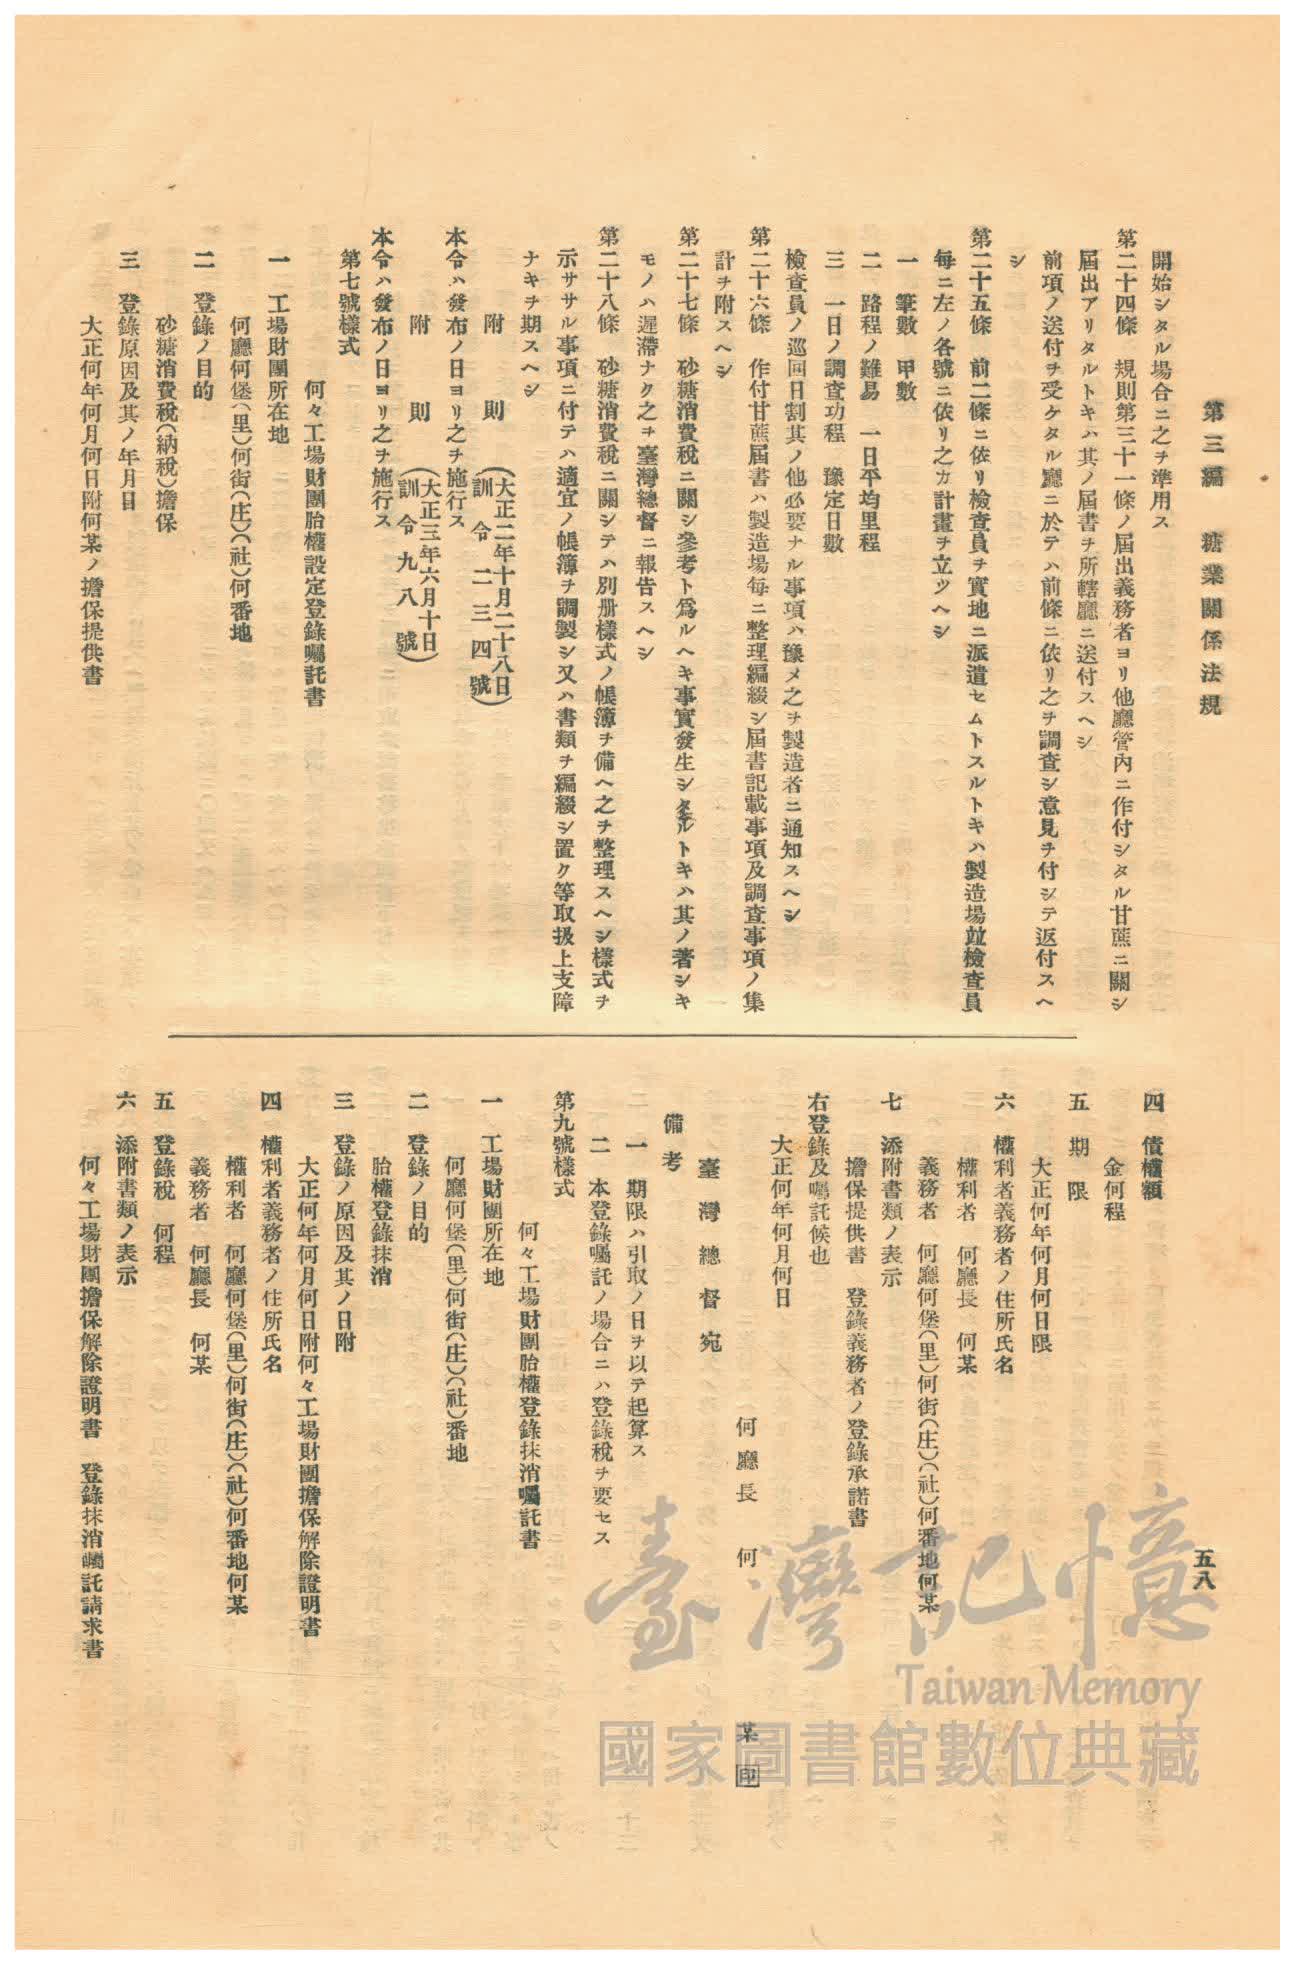 第三編　糖業關係法規
五八
開始シタル場合ニ之チ準用ス
第二十四條　規則第三十一條ノ屆出義務者ヨリ他廳管內ニ作付シタル甘蔗ニ關シ
屆出アリタルトキハ其ノ屆書チ所轄廳ニ送付スヘシ
前項ノ送付チ受ケタル廳ニ於テハ前條ニ依リ之チ調查シ意見チ付シテ返付スヘ
シ
第二十五條　前二條ニ依リ檢查員チ實地ニ派遣セムトスルトキハ製造場竝檢查員
每ニ左ノ各號ニ依リ之カ計畫チ立ツヘシ
一　筆數　甲數
二　路程ノ難易　一日平均里程
三　一日ノ調查功程　豫定日數
檢查員ノ巡回日割其ノ他必要ナル事項ハ豫メ之チ製造者ニ通知スヘシ
第二十六條　作付甘蔗屆書ハ製造場每ニ整理編綴シ屆書記載事項及調查事項ノ集
計チ附スヘシ
第二十七條　砂糖消費稅ニ關シ參考ト爲ルヘキ事實發生シタルトキハ其ノ著シキ
モノハ遲滯ナク之ヲ臺灣總督ニ報告スヘシ
第二十八條　砂糖消費稅ニ關シテハ別册樣式ノ帳簿チ備ヘ之チ整理スヘシ樣式チ
示ササル事項ニ付テハ適宜ノ帳簿チ調製シ又ハ書類チ編綴シ置ク等取扱上支障
ナキチ期スヘシ
附　則　（大正二年十月二十八日訓令二三四號）
本令ハ發布ノ日ヨリ之チ施行ス
附　則　（大正三年六月十日訓令九八號）
本令ハ發布ノ日ヨリ之チ施行ス
第七號樣式
何々工場財團胎權設定登錄囑託書
一　工場財團所在地
何廳何堡（里）何街（庄）（社）何番地
二　登錄ノ目的
砂糖消費稅（納稅）擔保
三　登錄原因及其ノ年月日
大正何年何月何日附何某ノ擔保提供書
四　債權額
金何程
五　期　限
大正何年何月何日限
六　權利者義務者ノ住所氏名
權利者　何廳長　何某
義務者　何廳何堡（里）何街（庄）（社）何番地何某
七　添附書類ノ表示
擔保提供書　登錄義務者ノ登錄承諾書
右登錄及囑託候也
大正何年何月何日
何廳長　何　某　印
臺灣總督宛
備考
一　期限ハ引取ノ日チ以テ起算ス
二　本登錄囑託ノ場合ニハ登錄稅チ要セス
第九號樣式
何々工場財團胎權登錄抹消囑託書
一　工場財團所在地
何廳何堡（里）何街（庄）（社）番地
二　登錄ノ目的
胎權登錄抹消
三　登錄ノ原因及其ノ日附
大正何年何月何日附何々工場財團擔保解除證明書
四　權利者義務者ノ住所氏名
權利者　何廳何堡（里）何街（庄）（社）何番地何某
義務者　何廳長　何某
五　登錄稅　何程
六　添附書類ノ表示
何々工場財團擔保解除證明書　登錄抹消囑託請求書
臺灣記憶
Taiwan Memory
國家圖書館數位典藏